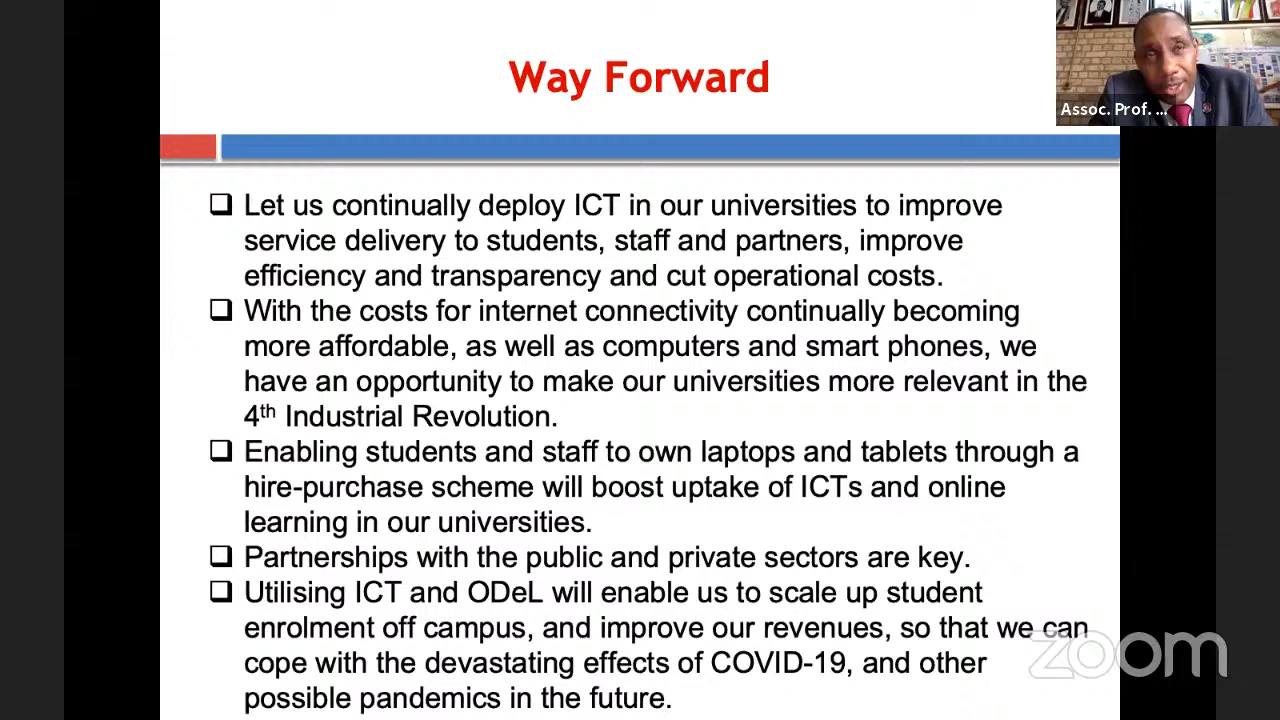 Way Forward
Assoc. Prof. ...
❑ Let us continually deploy ICT in our universities to improve
service delivery to students, staff and partners, improve
efficiency and transparency and cut operational costs.
❑ With the costs for internet connectivity continually becoming
more affordable, as well as computers and smart phones, we
have an opportunity to make our universities more relevant in the
4th Industrial Revolution.
❑ Enabling students and staff to own laptops and tablets through a
hire-purchase scheme will boost uptake of ICTs and online
learning in our universities.
❑ Partnerships with the public and private sectors are key.
❑ Utilising ICT and ODeL will enable us to scale up student
enrolment off campus, and improve our revenues, so that we can
cope with the devastating effects of COVID-19, and other
possible pandemics in the future.
zoom